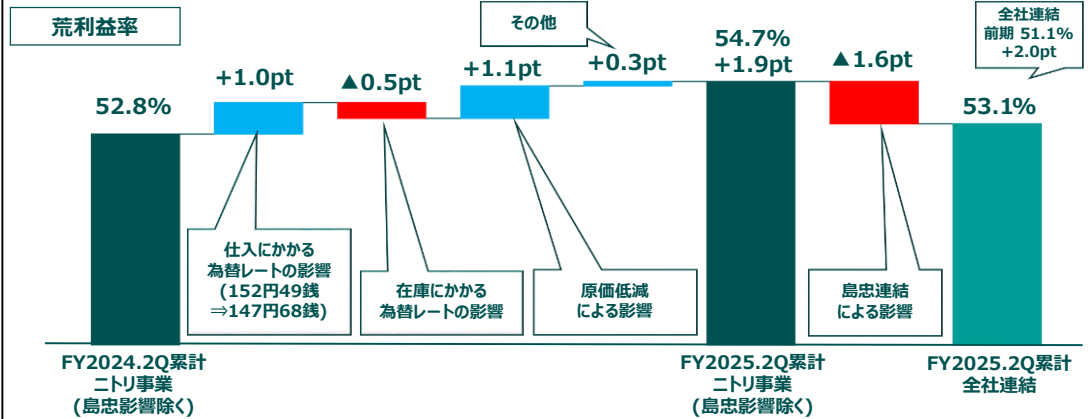 荒利益率
その他
全社連結
前期 51.1%
+2.0pt
52.8%
+1.0pt
▲0.5pt
+1.1pt
+0.3pt
54.7%
+1.9pt
▲1.6pt
53.1%
仕入にかかる
為替レートの影響
(152円49銭
⇒147円68銭)
在庫にかかる
為替レートの影響
原価低減
による影響
島忠連結
による影響
FY2024.2Q累計
ニトリ事業
(島忠影響除く)
FY2025.2Q累計
ニトリ事業
(島忠影響除く)
FY2025.2Q累計
全社連結